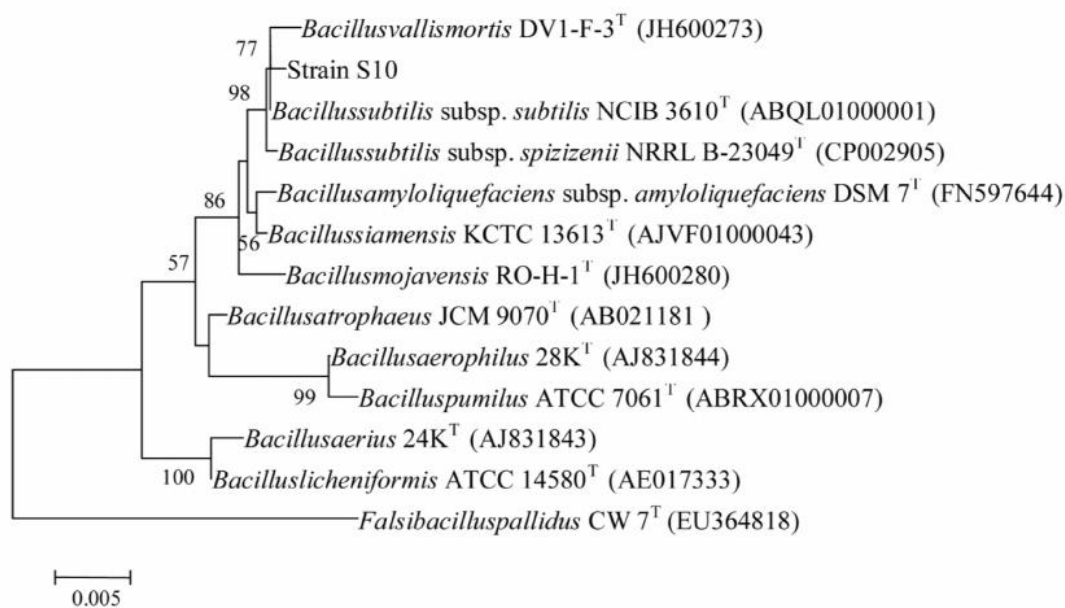 Bacillusvallismortis DV1-F-3T (JH600273)
77
Strain S10
98
Bacillussubtilis subsp. subtilis NCIB 3610T (ABQL01000001)
Bacillussubtilis subsp. spizizenii NRRL B-23049T (CP002905)
Bacillusamyloliquefaciens subsp. amyloliquefaciens DSM 7T (FN597644)
86
Bacillussiamensis KCTC 13613T (AJVF01000043)
56
57
Bacillusmojavensis RO-H-1T (JH600280)
Bacillusatrophaeus JCM 9070T (AB021181 )
Bacillusaerophilus 28KT (AJ831844)
99
Bacilluspumilus ATCC 7061T (ABRX01000007)
Bacillusaerius 24KT (AJ831843)
100
Bacilluslicheniformis ATCC 14580T (AE017333)
Falsibacilluspallidus CW 7T (EU364818)
0.005